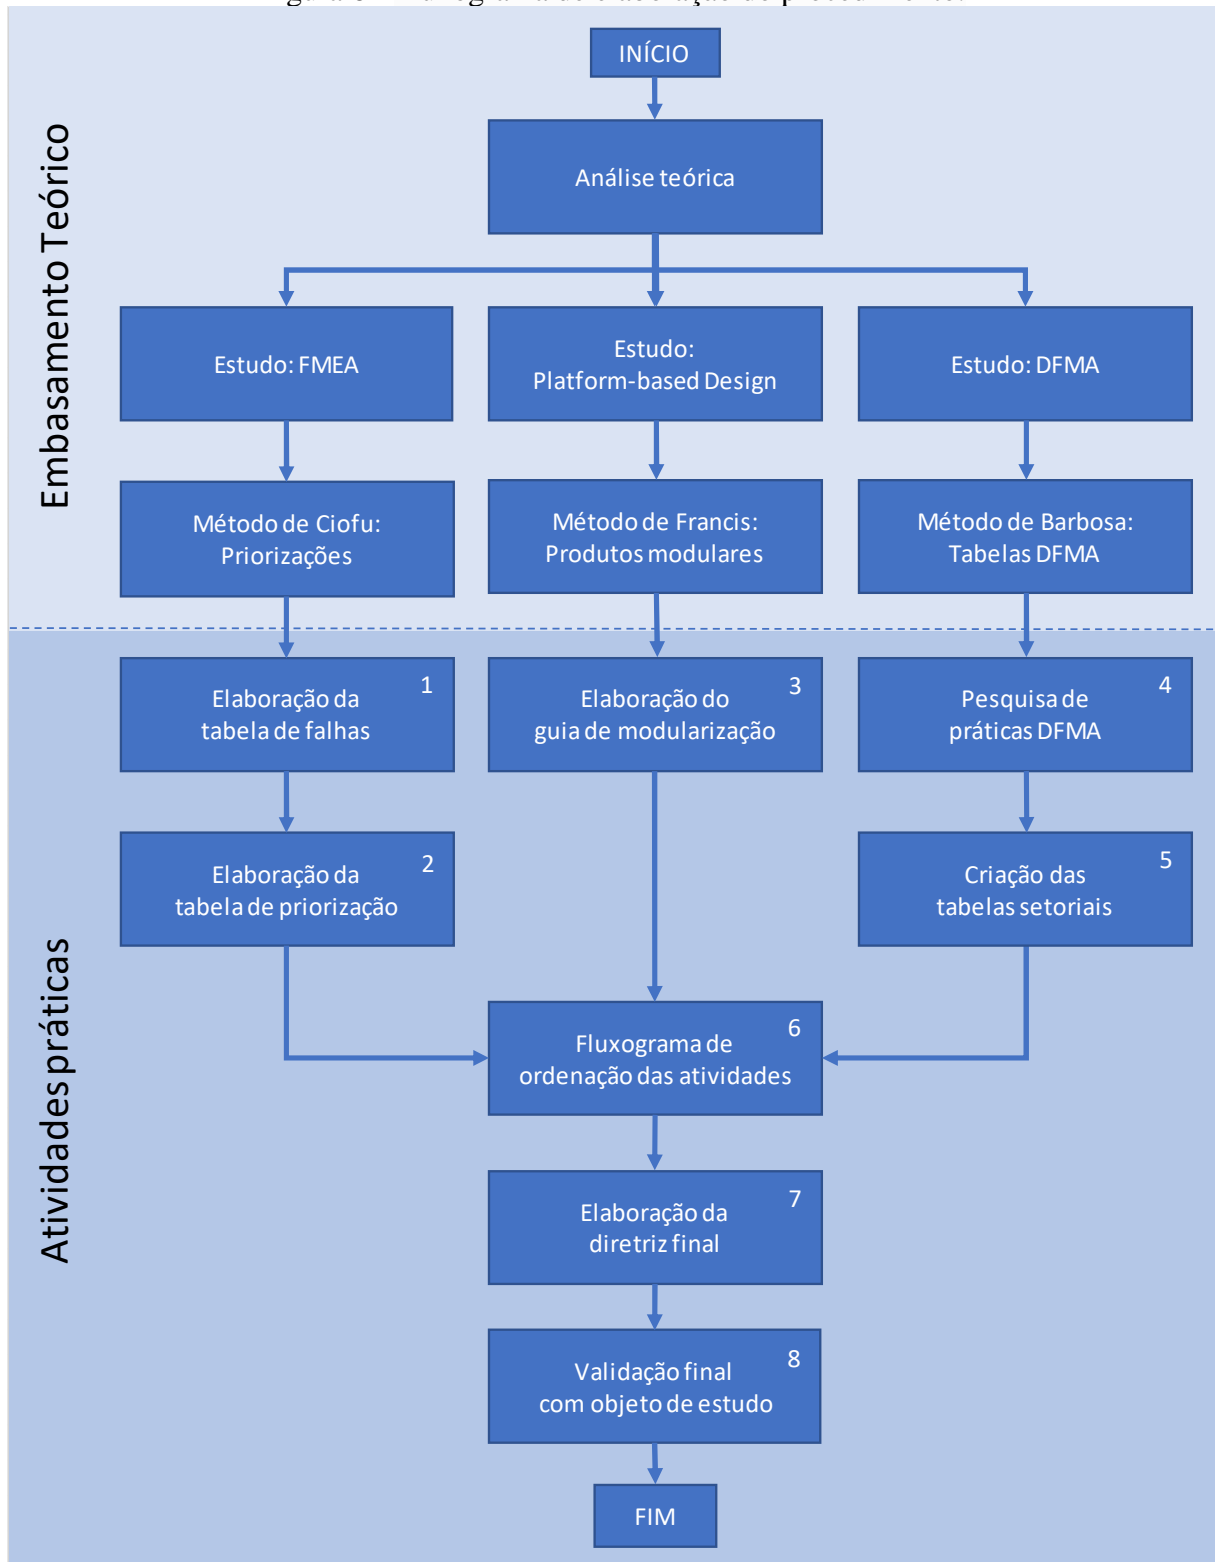 INÍCIO
Análise teórica
Embasamento Teórico
Estudo: FMEA
Estudo:
Platform-based Design
Estudo: DFMA
Método de Ciofu:
Priorizações
Método de Francis:
Produtos modulares
Método de Barbosa:
Tabelas DFMA
Atividades práticas
1
Elaboração da
tabela de falhas
3
Elaboração do
guia de modularização
4
Pesquisa de
práticas DFMA
2
Elaboração da
tabela de priorização
5
Criação das
tabelas setoriais
6
Fluxograma de
ordenação das atividades
7
Elaboração da
diretriz final
8
Validação final
com objeto de estudo
FIM